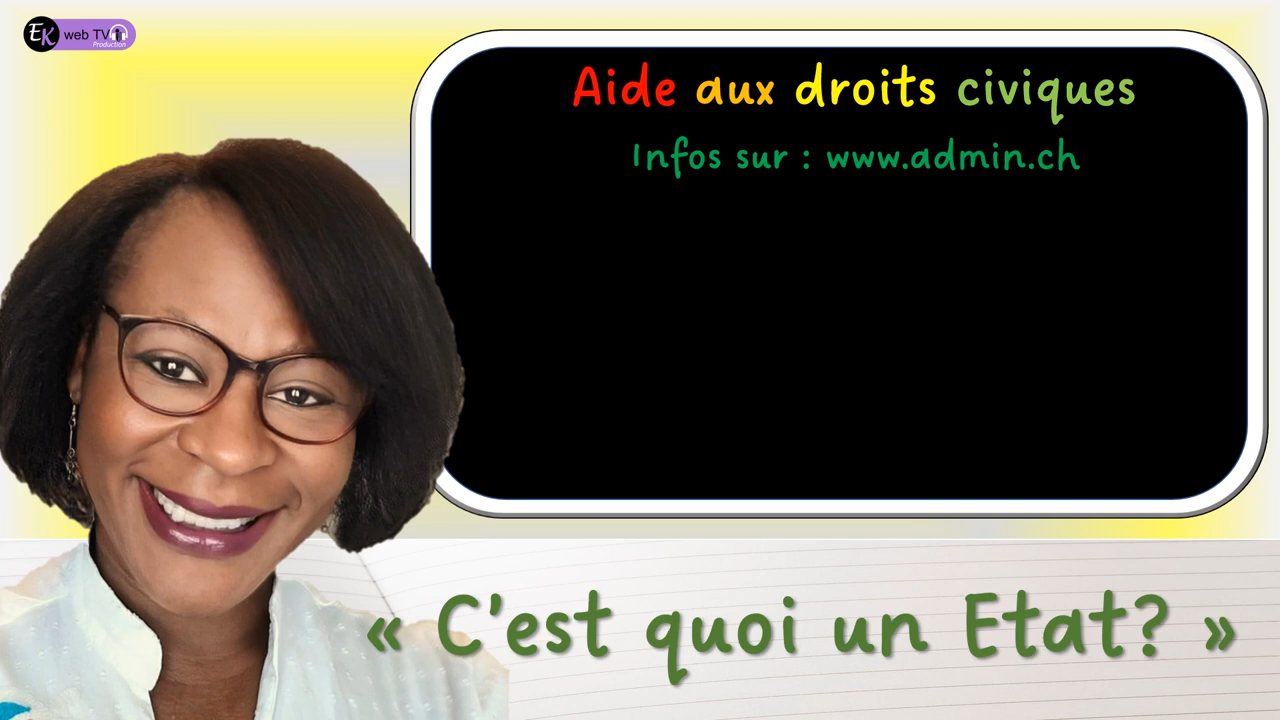 EK web TV
Production
Aide aux droits civiques
Infos sur : www.admin.ch
« C'est quoi un Etat? »